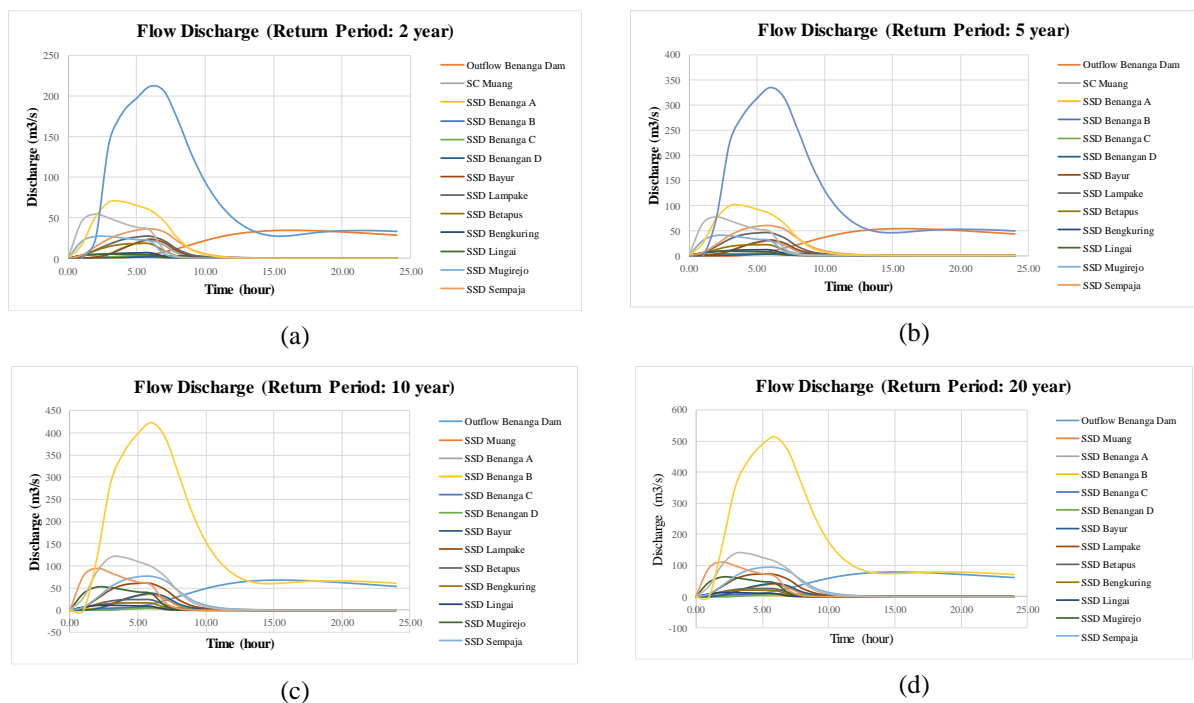 Flow Discharge (Return Period: 2 year)
250
200
150
100
50
0
0.00
5.00
10.00
15.00
20.00
25.00
Discharge (m3/s)
Time (hour)
Outflow Benanga Dam
SC Muang
SSD Benanga A
SSD Benanga B
SSD Benanga C
SSD Benangan D
SSD Bayur
SSD Lampake
SSD Betapus
SSD Bengkuring
SSD Lingai
SSD Mugirejo
SSD Sempaja
(a)
Flow Discharge (Return Period: 5 year)
400
350
300
250
200
150
100
50
0
0.00
5.00
10.00
15.00
20.00
25.00
Discharge (m3/s)
Time (hour)
Outflow Benanga Dam
SC Muang
SSD Benanga A
SSD Benanga B
SSD Benanga C
SSD Benangan D
SSD Bayur
SSD Lampake
SSD Betapus
SSD Bengkuring
SSD Lingai
SSD Mugirejo
SSD Sempaja
(b)
Flow Discharge (Return Period: 10 year)
450
400
350
300
250
200
150
100
50
0
-50
0.00
5.00
10.00
15.00
20.00
25.00
Discharge (m3/s)
Time (hour)
Outflow Benanga Dam
SSD Muang
SSD Benanga A
SSD Benanga B
SSD Benanga C
SSD Benangan D
SSD Bayur
SSD Lampake
SSD Betapus
SSD Bengkuring
SSD Lingai
SSD Mugirejo
SSD Sempaja
(c)
Flow Discharge (Return Period: 20 year)
600
500
400
300
200
100
0
-100
0.00
5.00
10.00
15.00
20.00
25.00
Discharge (m3/s)
Time (hour)
Outflow Benanga Dam
SSD Muang
SSD Benanga A
SSD Benanga B
SSD Benanga C
SSD Benangan D
SSD Bayur
SSD Lampake
SSD Betapus
SSD Bengkuring
SSD Lingai
SSD Mugirejo
SSD Sempaja
(d)